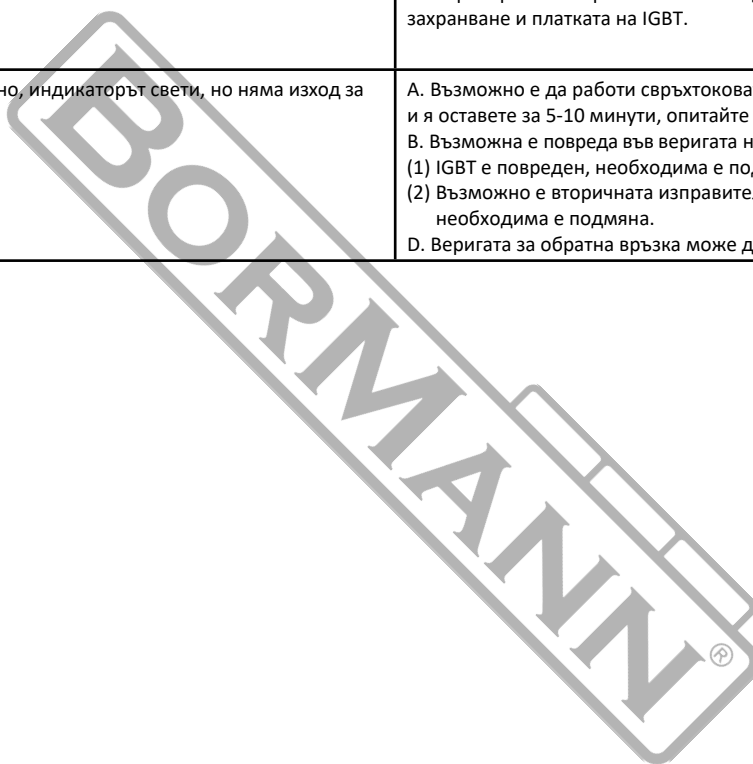 захранване и платката на IGBT.
но, индикаторът свети, но няма изход за
А. Възможно е да работи свръхтокова
и я оставете за 5-10 минути, опитайте
В. Възможна е повреда във веригата н
(1) IGBT е повреден, необходима е под
(2) Възможно е вторичната изправител
необходима е подмяна.
D. Веригата за обратна връзка може д
BORMANN®